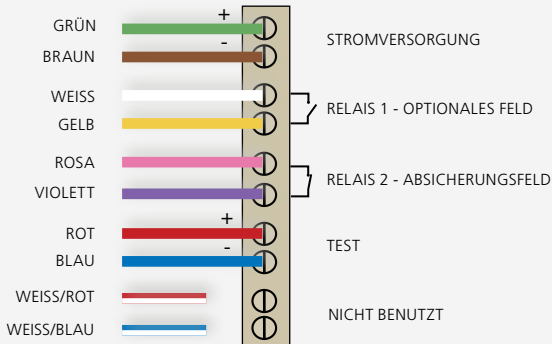 GRÜN
+
STROMVERSORGUNG
-
BRAUN
WEISS
RELAIS 1 - OPTIONALES FELD
GELB
ROSA
RELAIS 2 - ABSICHERUNGSFELD
VIOLETT
+
ROT
TEST
-
BLAU
WEISS/ROT
NICHT BENUTZT
WEISS/BLAU